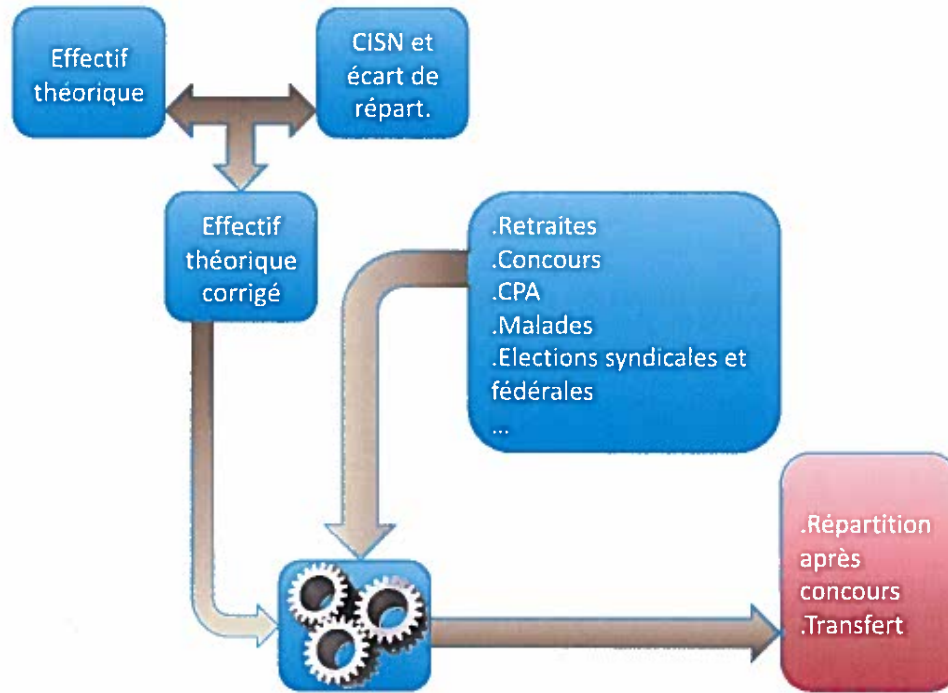 Effectif
théorique
CISN et
écart de
répart.
Effectif
théorique
corrigé
.Retraites
.Concours
.CPA
.Malades
.Elections syndicales et
fédérales
...
.Répartition
après
concours
.Transfert